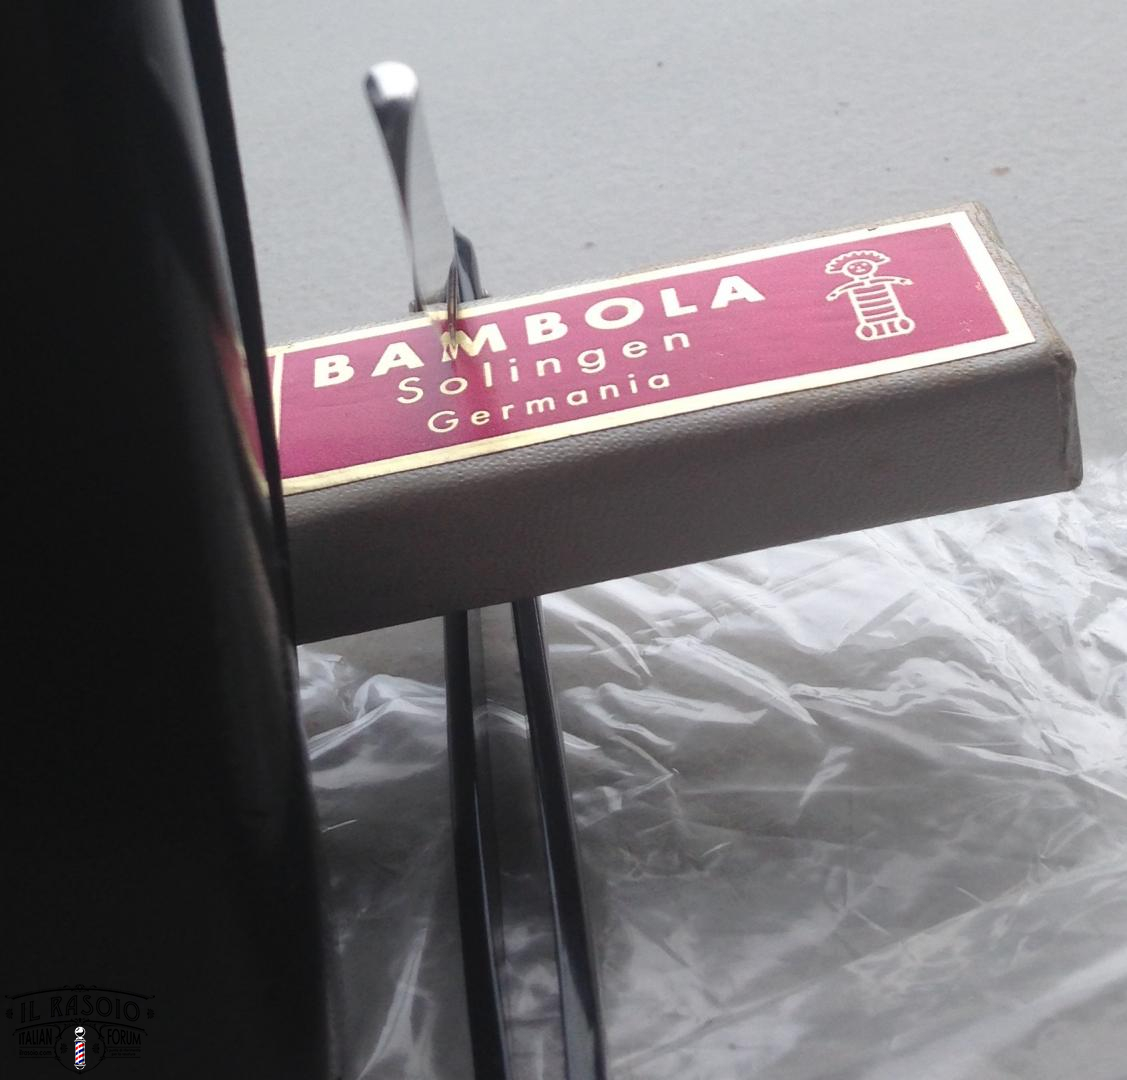 BAMBOLA
Solingen
Germania
IL RASOIO
ITALIAN FORUM